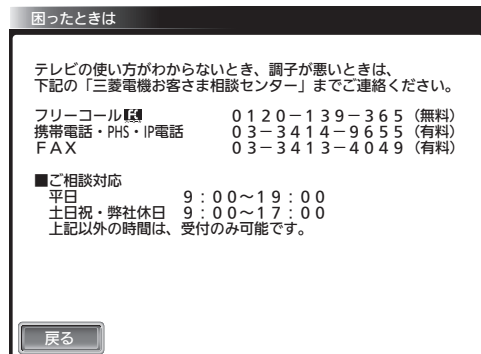 困ったときは
テレビの使い方がわからないとき、調子が悪いときは、
下記の「三菱電機お客さま相談センター」までご連絡ください。
フリーコール 0120－139－365（無料）
携帯電話・PHS・IP電話 03－3414－9655（有料）
FAX 03－3413－4049（有料）
■ご相談対応
平日 9：00～19：00
土日祝・弊社休日 9：00～17：00
上記以外の時間は、受付のみ可能です。
戻る